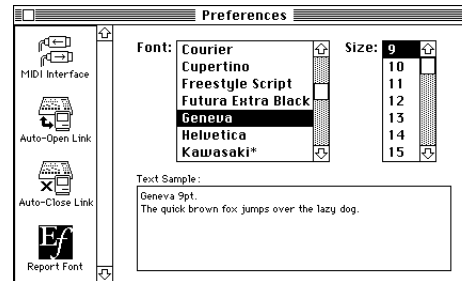 Preferences
MIDI Interface
Auto-Open Link
Auto-Close Link
Ef
Report Font
Font:
Courier
Cupertino
Freestyle Script
Futura Extra Black
Geneva
Helvetica
Kawasaki*
Size:
9
10
11
12
13
14
15
Text Sample:
Geneva 9pt.
The quick brown fox jumps over the lazy dog.